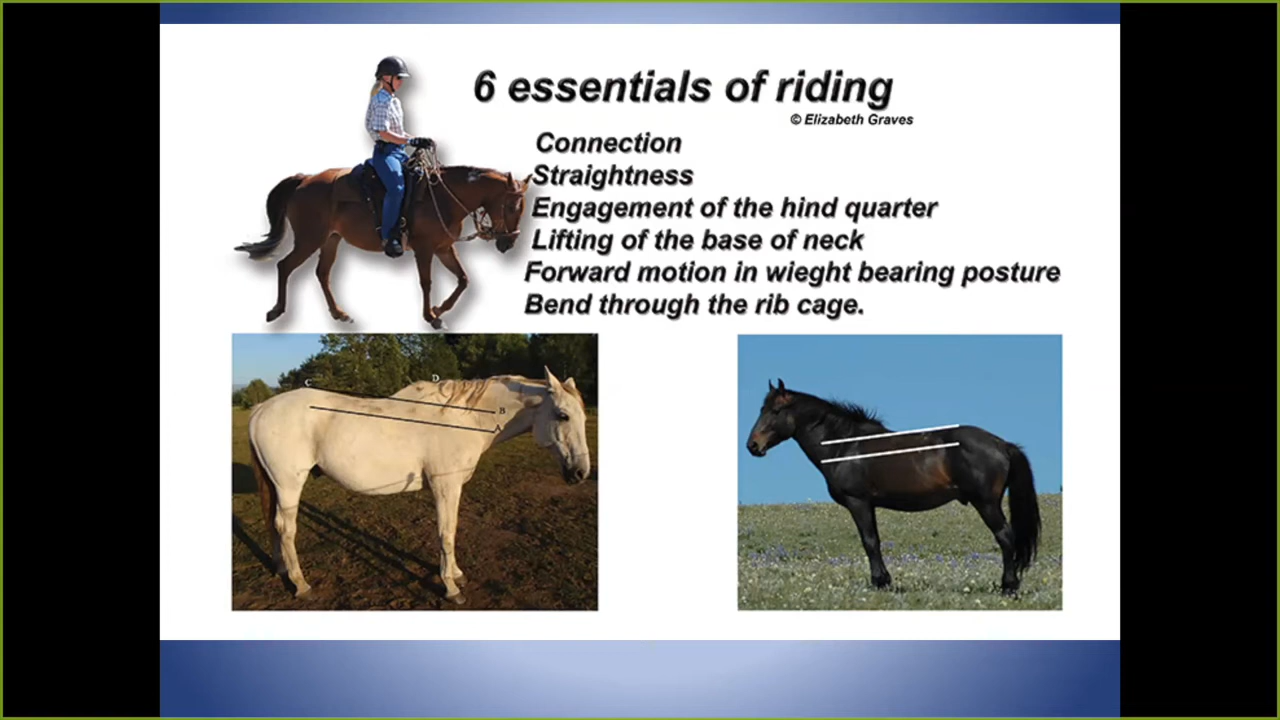 6 essentials of riding
© Elizabeth Graves
Connection
Straightness
Engagement of the hind quarter
Lifting of the base of neck
Forward motion in wieght bearing posture
Bend through the rib cage.
C
D
B
A